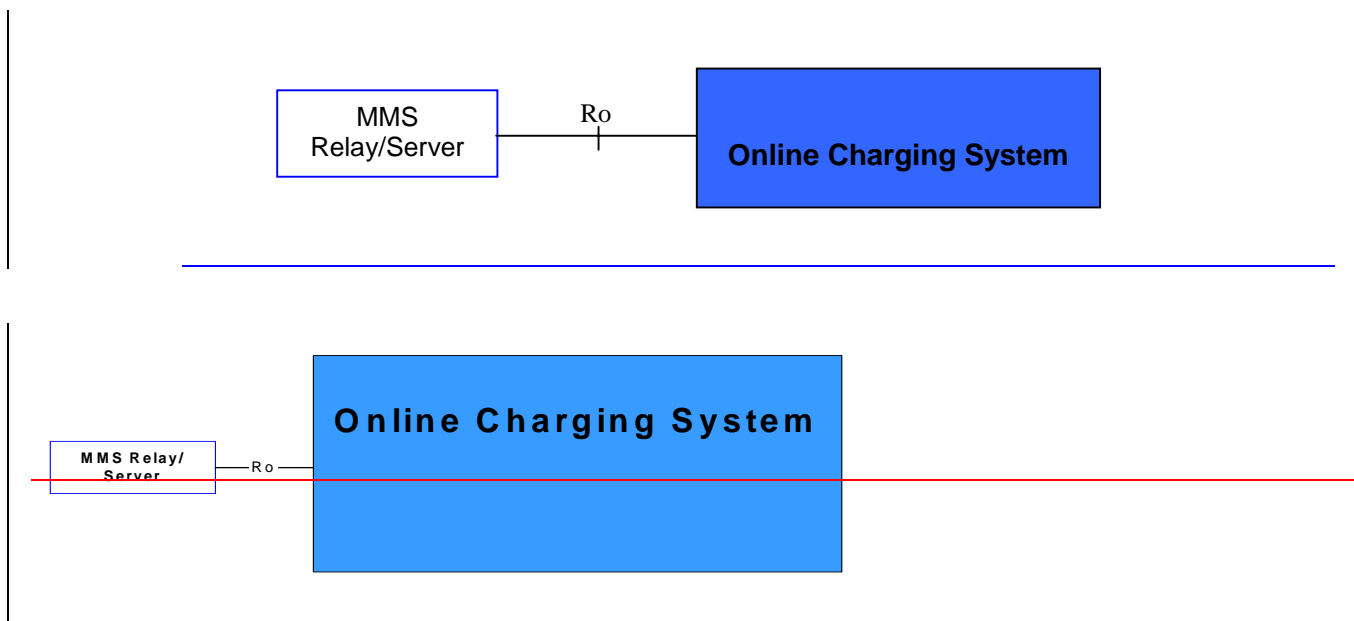 MMS
Relay/Server
Ro
Online Charging System
Online Charging System
MMS Relay/
Server
Ro